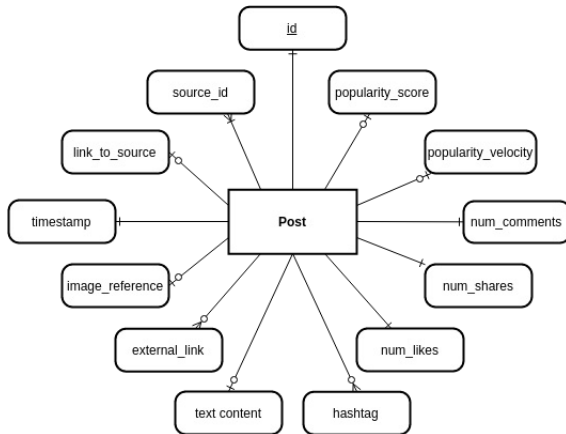 id
source_id
popularity_score
link_to_source
popularity_velocity
timestamp
Post
num_comments
image_reference
num_shares
external_link
num_likes
text content
hashtag